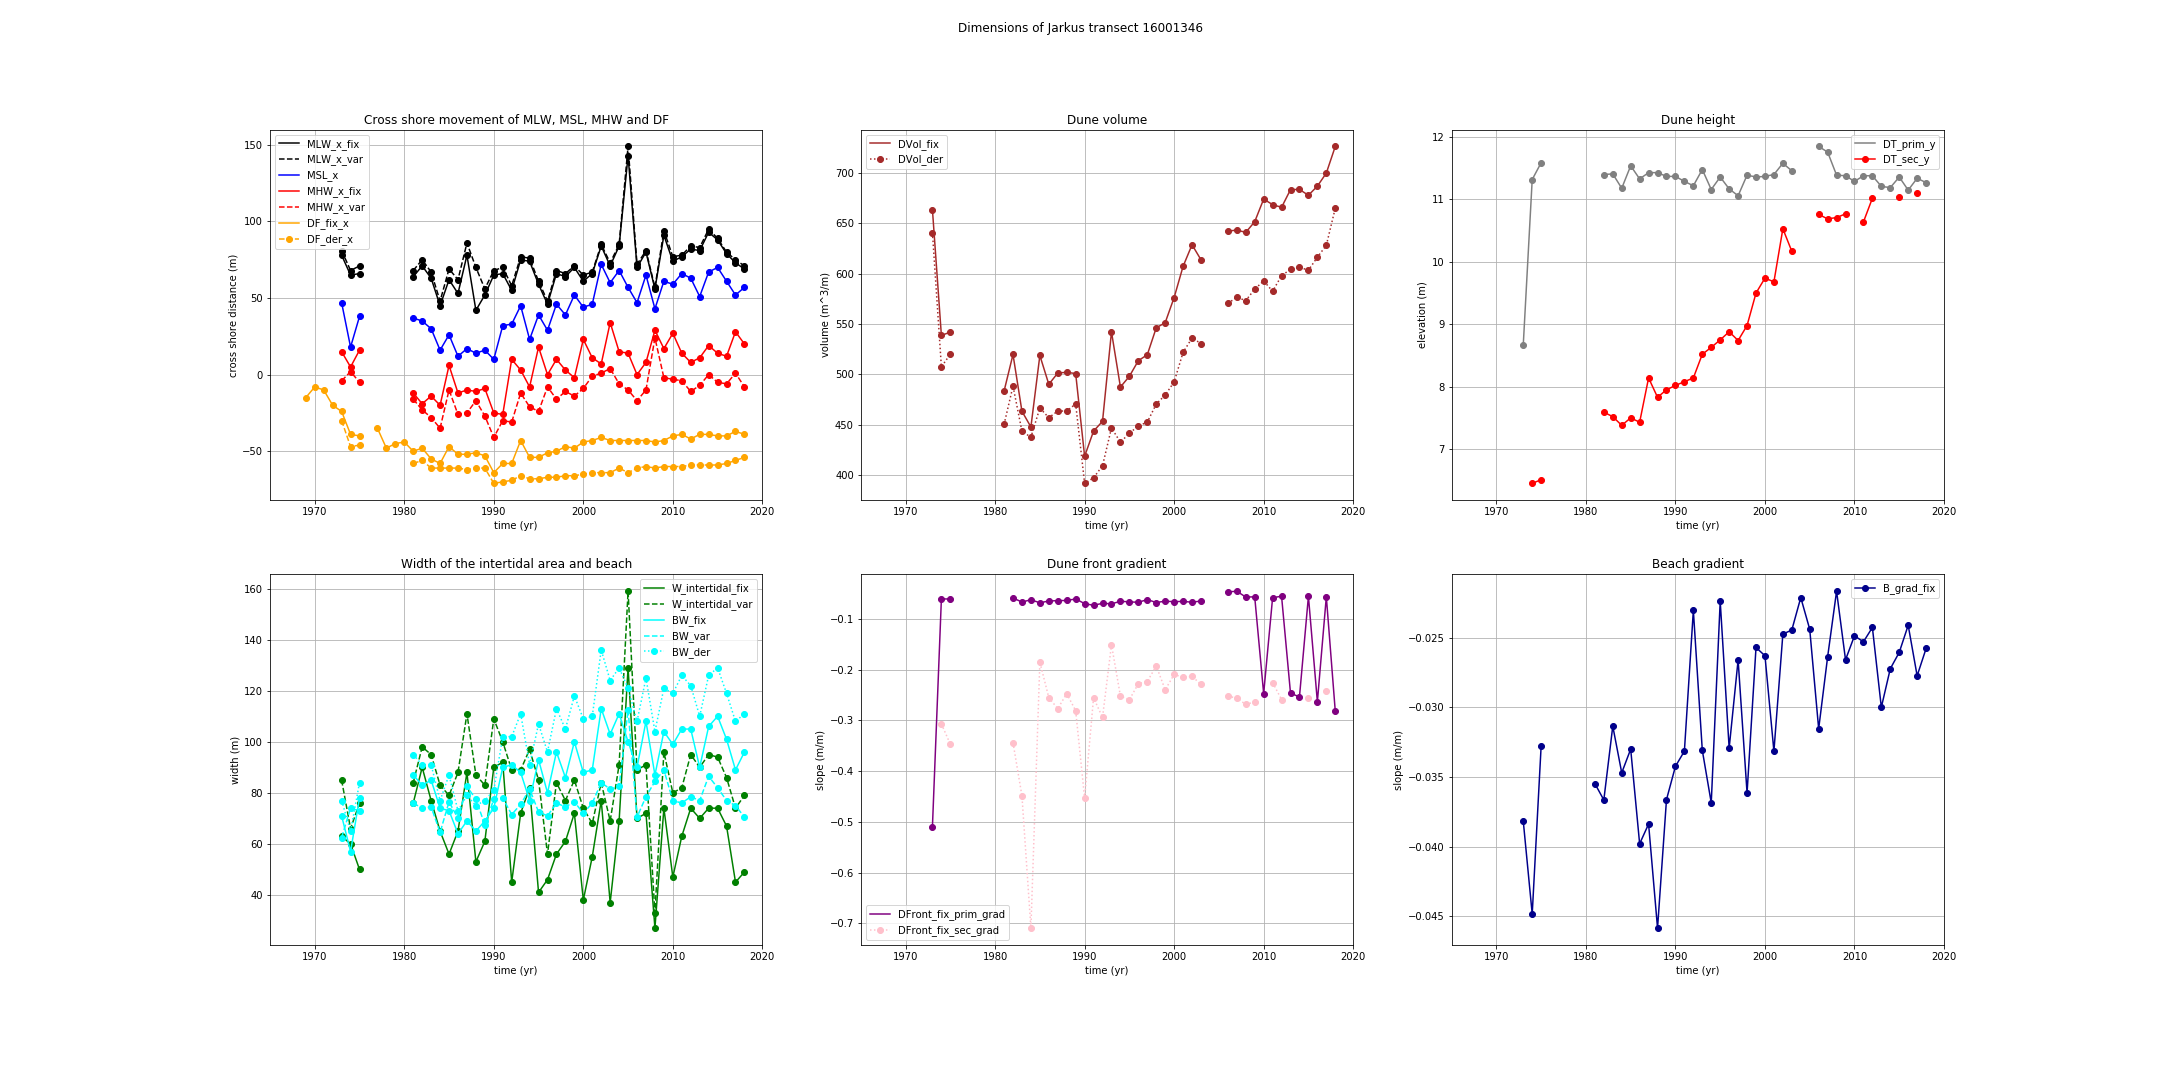 Dimensions of Jarkus transect 16001346
Cross shore movement of MLW, MSL, MHW and DF
150
100
50
0
−50
cross shore distance (m)
MLW_x_fix
MLW_x_var
MSL_x
MHW_x_fix
MHW_x_var
DF_fix_x
DF_der_x
1970 1980 1990 2000 2010 2020
time (yr)
Dune volume
700
650
600
550
500
450
400
volume (m^3/m)
DVol_fix
DVol_der
1970 1980 1990 2000 2010 2020
time (yr)
Dune height
12
11
10
9
8
7
elevation (m)
DT_prim_y
DT_sec_y
1970 1980 1990 2000 2010 2020
time (yr)
Width of the intertidal area and beach
160
140
120
100
80
60
40
width (m)
W_intertidal_fix
W_intertidal_var
BW_fix
BW_var
BW_der
1970 1980 1990 2000 2010 2020
time (yr)
Dune front gradient
−0.1
−0.2
−0.3
−0.4
−0.5
−0.6
−0.7
slope (m/m)
DFront_fix_prim_grad
DFront_fix_sec_grad
1970 1980 1990 2000 2010 2020
time (yr)
Beach gradient
−0.025
−0.030
−0.035
−0.040
−0.045
slope (m/m)
B_grad_fix
1970 1980 1990 2000 2010 2020
time (yr)